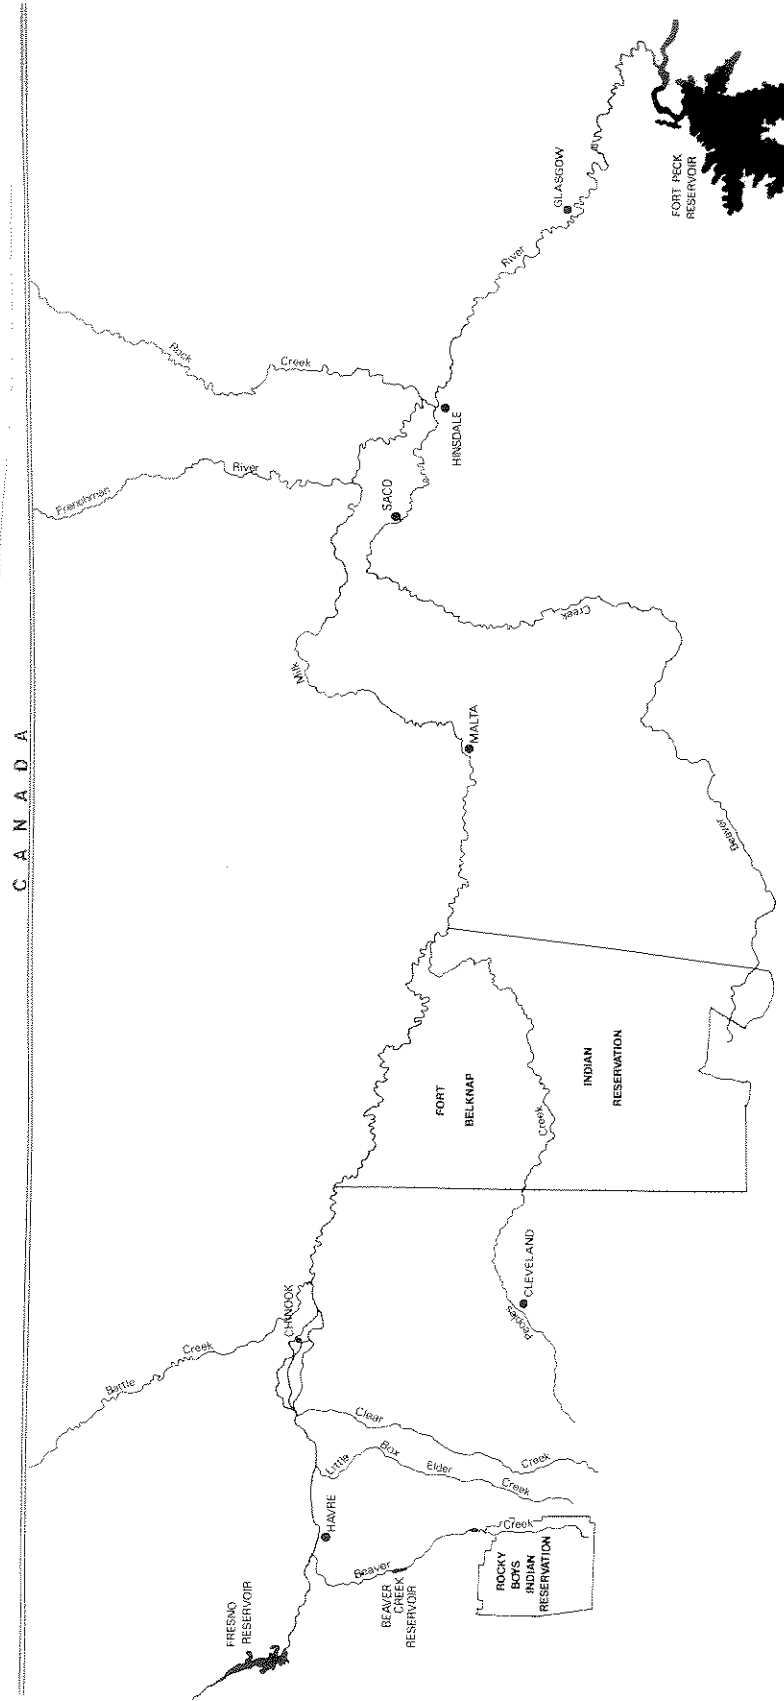 CANADA
Rock
Creek
Frenchman
River
Milk
Battle
Creek
FRESNO
RESERVOIR
HAVRE
Beaver
BEAVER
CREEK
RESERVOIR
Creek
ROCKY
BOYS
INDIAN
RESERVATION
Little
Box
Elder
Creek
Clear
Creek
CHINOOK
CLEVELAND
Peoples
Creek
FORT
BELKNAP
INDIAN
RESERVATION
MALTA
Beaver
Creek
SACO
HINSDALE
River
GLASGOW
FORT PECK
RESERVOIR